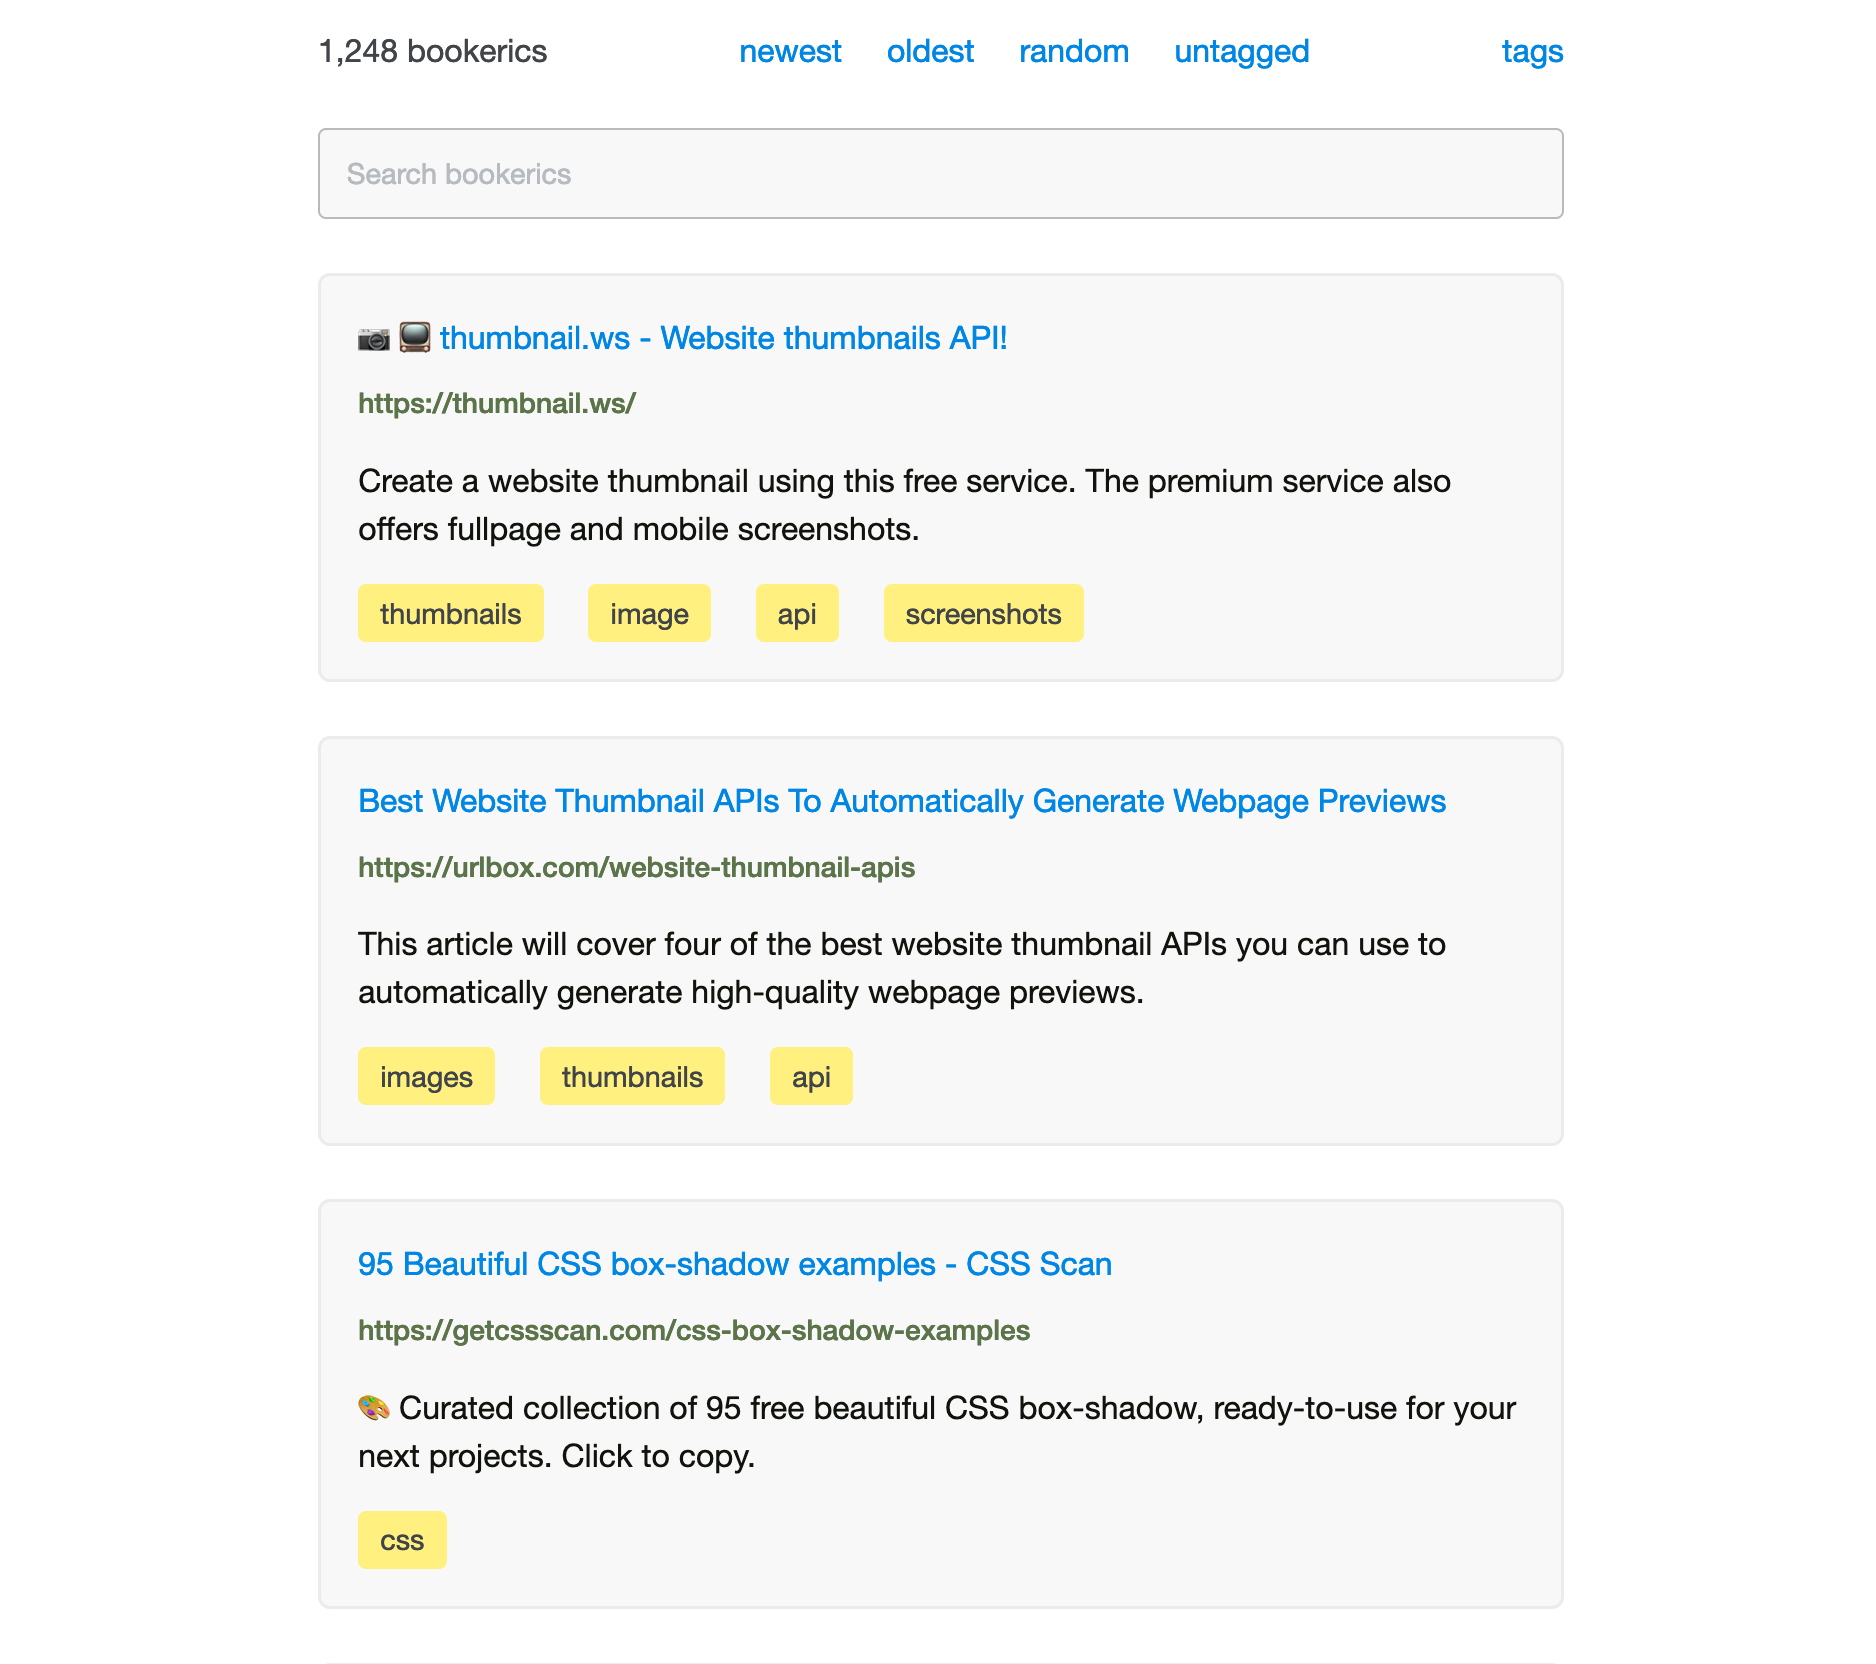 1,248 bookerics newest oldest random untagged tags
Search bookerics
📷 📺 thumbnail.ws - Website thumbnails API!
https://thumbnail.ws/
Create a website thumbnail using this free service. The premium service also
offers fullpage and mobile screenshots.
thumbnails image api screenshots
Best Website Thumbnail APIs To Automatically Generate Webpage Previews
https://urlbox.com/website-thumbnail-apis
This article will cover four of the best website thumbnail APIs you can use to
automatically generate high-quality webpage previews.
images thumbnails api
95 Beautiful CSS box-shadow examples - CSS Scan
https://getcssscan.com/css-box-shadow-examples
🎨 Curated collection of 95 free beautiful CSS box-shadow, ready-to-use for your
next projects. Click to copy.
css